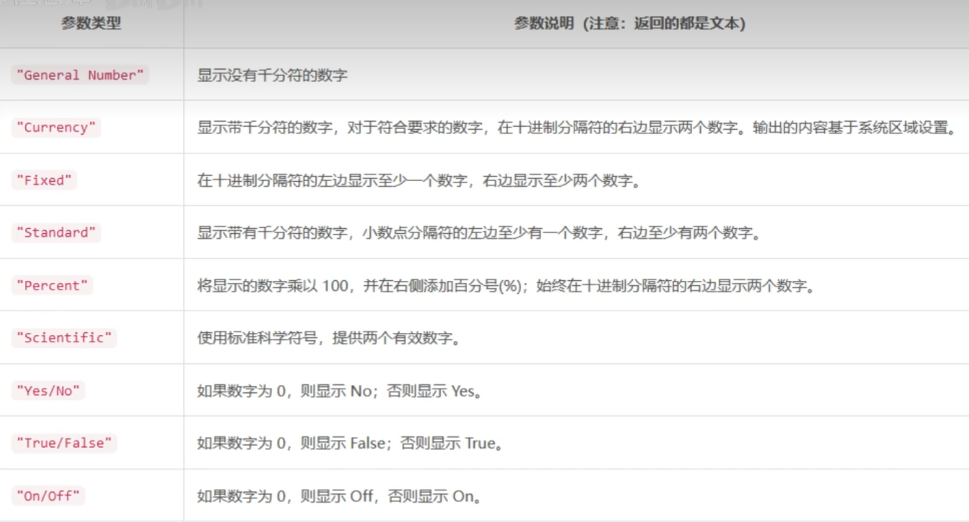 参数类型 参数说明（注意：返回的都是文本）
"General Number" 显示没有千分符的数字
"Currency" 显示带千分符的数字，对于符合要求的数字，在十进制分隔符的右边显示两个数字。输出的内容基于系统区域设置。
"Fixed" 在十进制分隔符的左边显示至少一个数字，右边显示至少两个数字。
"Standard" 显示带有千分符的数字，小数点分隔符的左边至少有一个数字，右边至少有两个数字。
"Percent" 将显示的数字乘以 100，并在右侧添加百分号(%)；始终在十进制分隔符的右边显示两个数字。
"Scientific" 使用标准科学符号，提供两个有效数字。
"Yes/No" 如果数字为 0，则显示 No；否则显示 Yes。
"True/False" 如果数字为 0，则显示 False；否则显示 True。
"On/Off" 如果数字为 0，则显示 Off，否则显示 On。